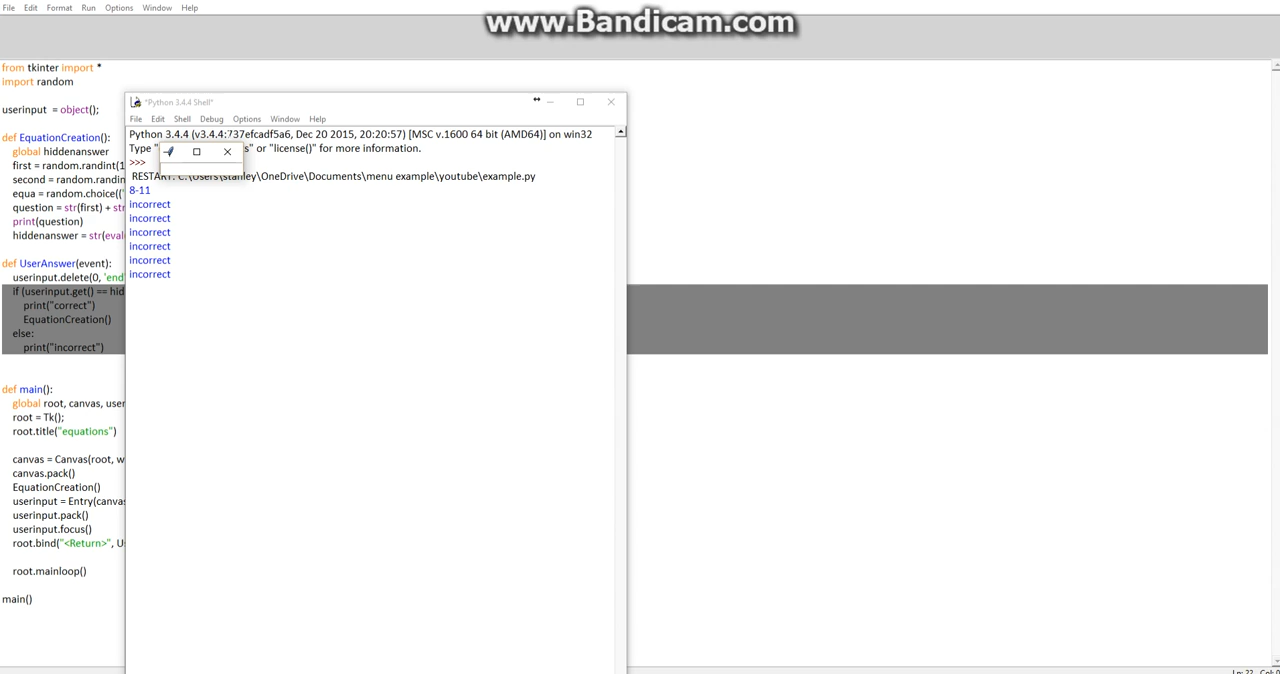 File Edit Format Run Options Window Help
www.Bandicam.com
from tkinter import *
import random
userinput = object();
def EquationCreation():
global hiddenanswer
first = random.randint(1
second = random.randin
equa = random.choice(('
question = str(first) + str
print(question)
hiddenanswer = str(eval
def UserAnswer(event):
userinput.delete(0, 'end
if (userinput.get() == hid
print("correct")
EquationCreation()
else:
print("incorrect")
def main():
global root, canvas, user
root = Tk();
root.title("equations")
canvas = Canvas(root, w
canvas.pack()
EquationCreation()
userinput = Entry(canvas
userinput.pack()
userinput.focus()
root.bind("<Return>", U
root.mainloop()
main()
*Python 3.4.4 Shell*
File Edit Shell Debug Options Window Help
Python 3.4.4 (v3.4.4:737efcadf5a6, Dec 20 2015, 20:20:57) [MSC v.1600 64 bit (AMD64)] on win32
Type " s" or "license()" for more information.
>>>
RESTART: C:\Users\stanley\OneDrive\Documents\menu example\youtube\example.py
8-11
incorrect
incorrect
incorrect
incorrect
incorrect
incorrect